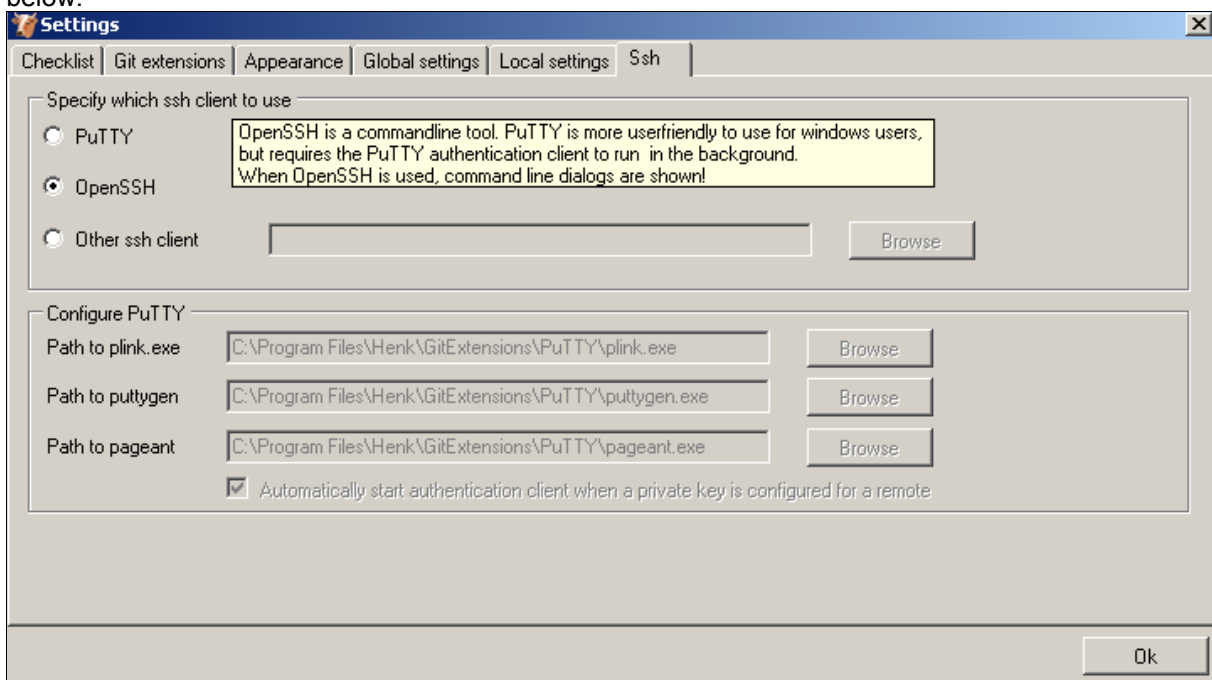 below:
Settings
Checklist Git extensions Appearance Global settings Local settings Ssh
Specify which ssh client to use
PuTTY
OpenSSH is a commandline tool. PuTTY is more userfriendly to use for windows users,
but requires the PuTTY authentication client to run in the background.
When OpenSSH is used, command line dialogs are shown!
OpenSSH
Other ssh client Browse
Configure PuTTY
Path to plink.exe C:\Program Files\Henk\GitExtensions\PuTTY\plink.exe Browse
Path to puttygen C:\Program Files\Henk\GitExtensions\PuTTY\puttygen.exe Browse
Path to pageant C:\Program Files\Henk\GitExtensions\PuTTY\pageant.exe Browse
Automatically start authentication client when a private key is configured for a remote
Ok